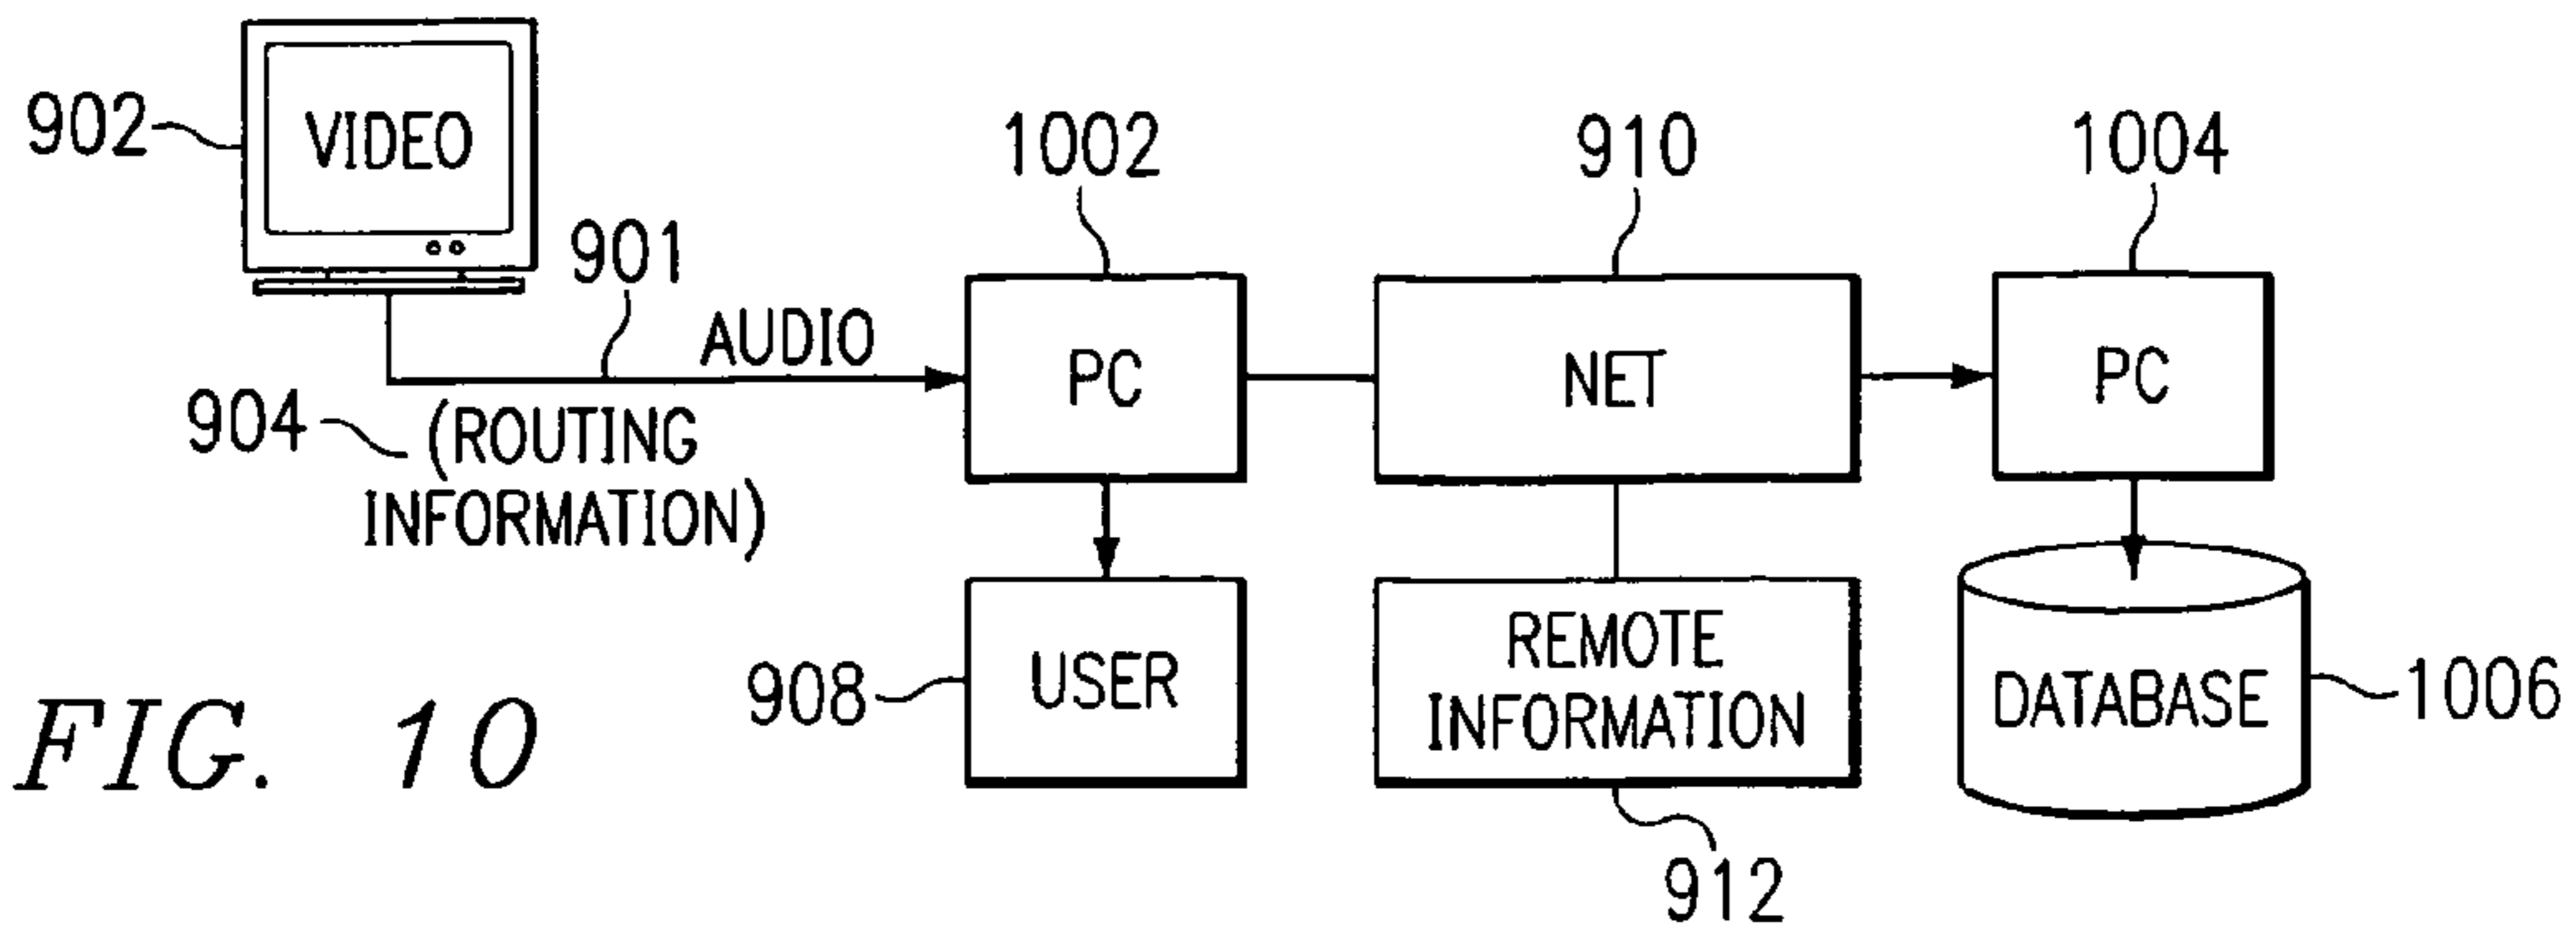 902
VIDEO
901
AUDIO
904
(ROUTING
INFORMATION)
1002
PC
910
NET
1004
PC
908
USER
REMOTE
INFORMATION
912
DATABASE
1006
FIG. 10